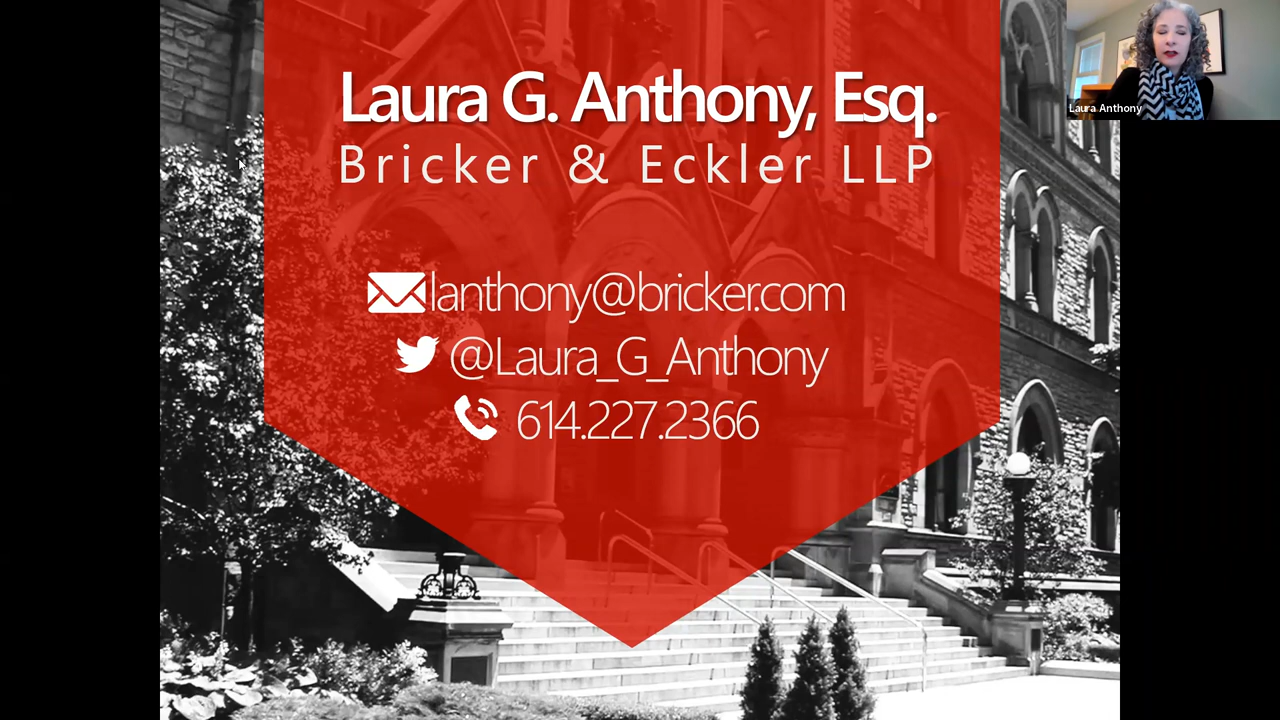 Laura G. Anthony, Esq.
Bricker & Eckler LLP
lanthony@bricker.com
@Laura_G_Anthony
614.227.2366
Laura Anthony